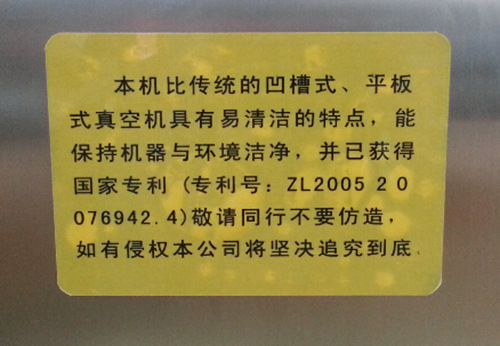 本机比传统的凹槽式、平板
式真空机具有易清洁的特点，能
保持机器与环境洁净，并已获得
国家专利 (专利号：ZL2005 2 0
076942.4)敬请同行不要仿造，
如有侵权本公司将坚决追究到底.